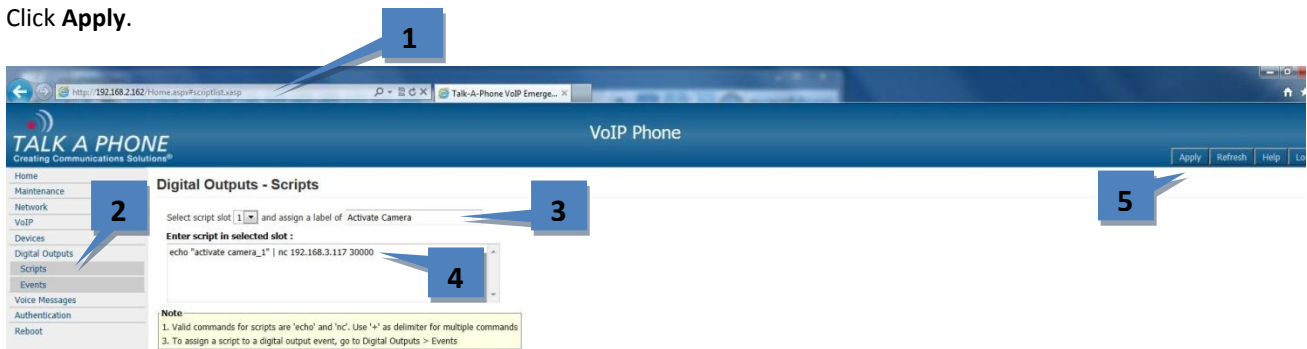 Click Apply.
1
http://192.168.2.162/Home.aspx#scriptlist.xasp
Talk-A-Phone VoIP Emerge...
TALK A PHONE
Creating Communications Solutions®
VoIP Phone
Apply Refresh Help Lo
Home
Maintenance
Network
VoIP
Devices
Digital Outputs
Scripts
Events
Voice Messages
Authentication
Reboot
2
Digital Outputs - Scripts
Select script slot 1 and assign a label of Activate Camera
3
5
Enter script in selected slot :
echo "activate camera_1" | nc 192.168.3.117 30000
4
Note
1. Valid commands for scripts are 'echo' and 'nc'. Use '+' as delimiter for multiple commands
3. To assign a script to a digital output event, go to Digital Outputs > Events